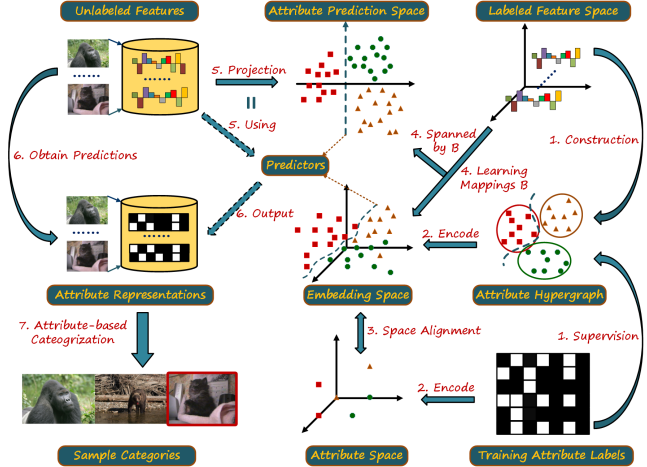 Unlabeled Features
Attribute Prediction Space
Labeled Feature Space
5. Projection
5. Using
4. Spanned
by B
1. Construction
6. Obtain Predictions
Predictors
4. Learning
Mappings B
6. Output
2. Encode
Attribute Representations
Embedding Space
Attribute Hypergraph
7. Attribute-based
Cateogrization
3. Space Alignment
1. Supervision
2. Encode
Sample Categories
Attribute Space
Training Attribute Labels